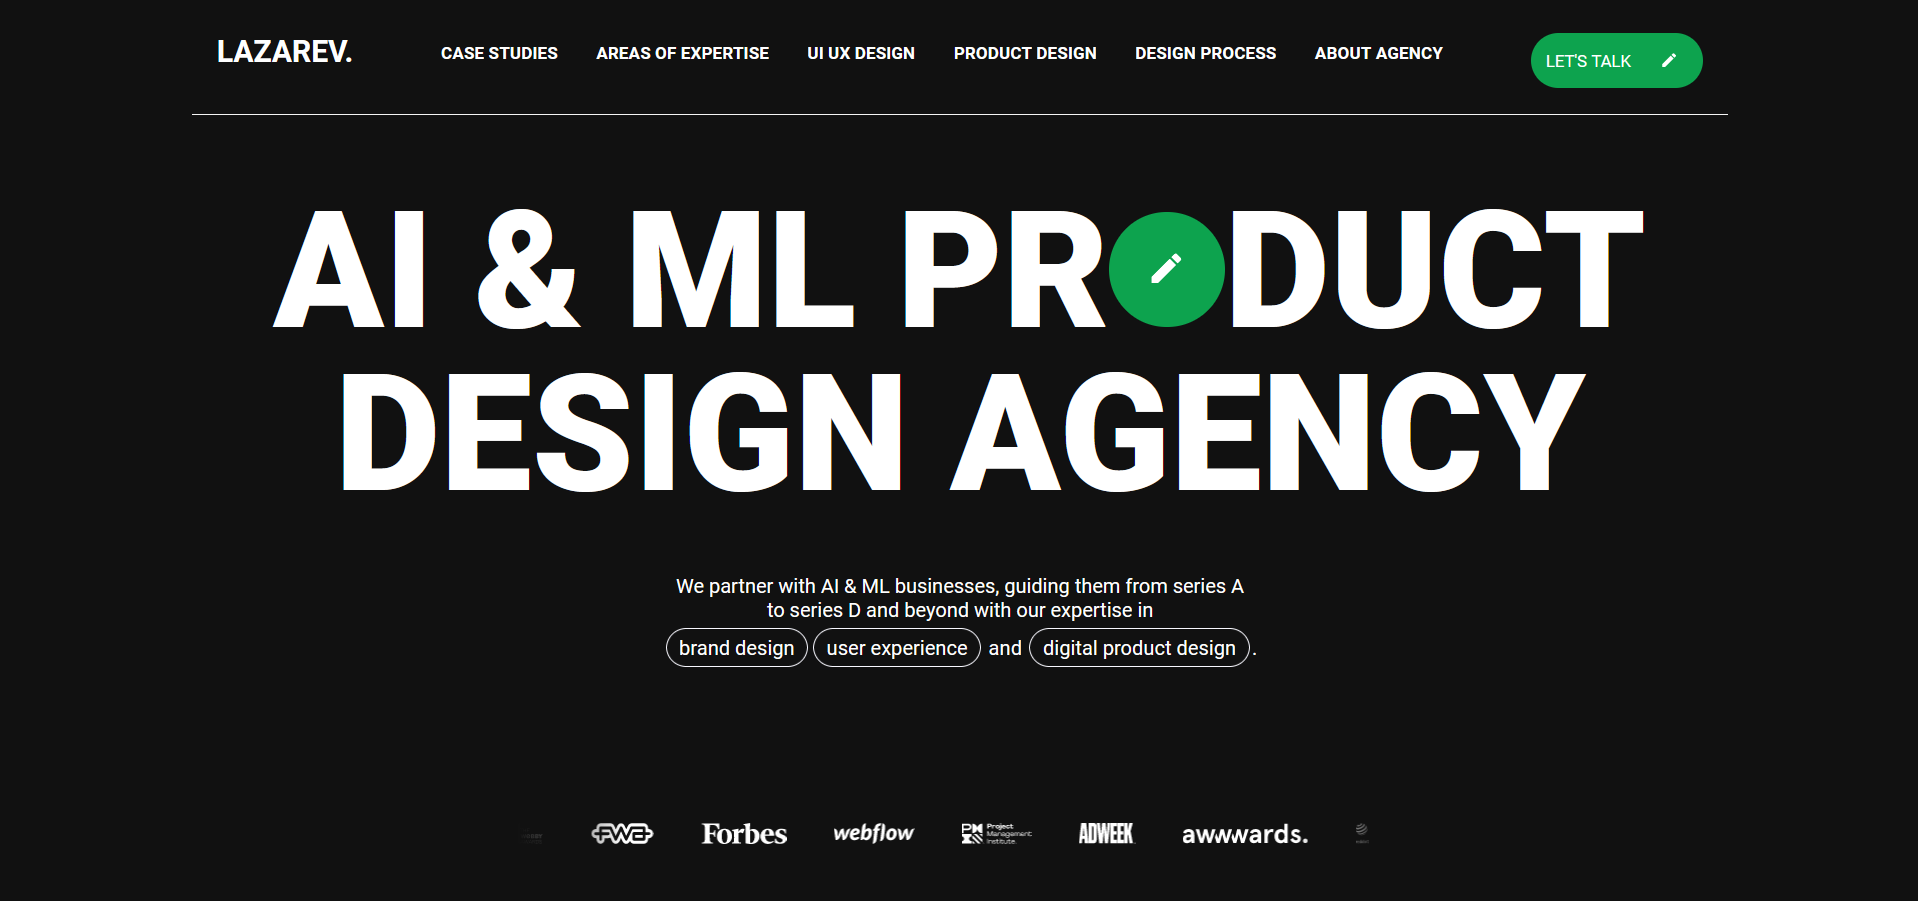 LAZAREV.
CASE STUDIES
AREAS OF EXPERTISE
UI UX DESIGN
PRODUCT DESIGN
DESIGN PROCESS
ABOUT AGENCY
LET'S TALK
AI & ML PR DUCT
DESIGN AGENCY
We partner with AI & ML businesses, guiding them from series A
to series D and beyond with our expertise in
brand design user experience and digital product design .
FWA
Forbes
webflow
PM
Project
Management
Institute.
ADWEEK
awwwards.